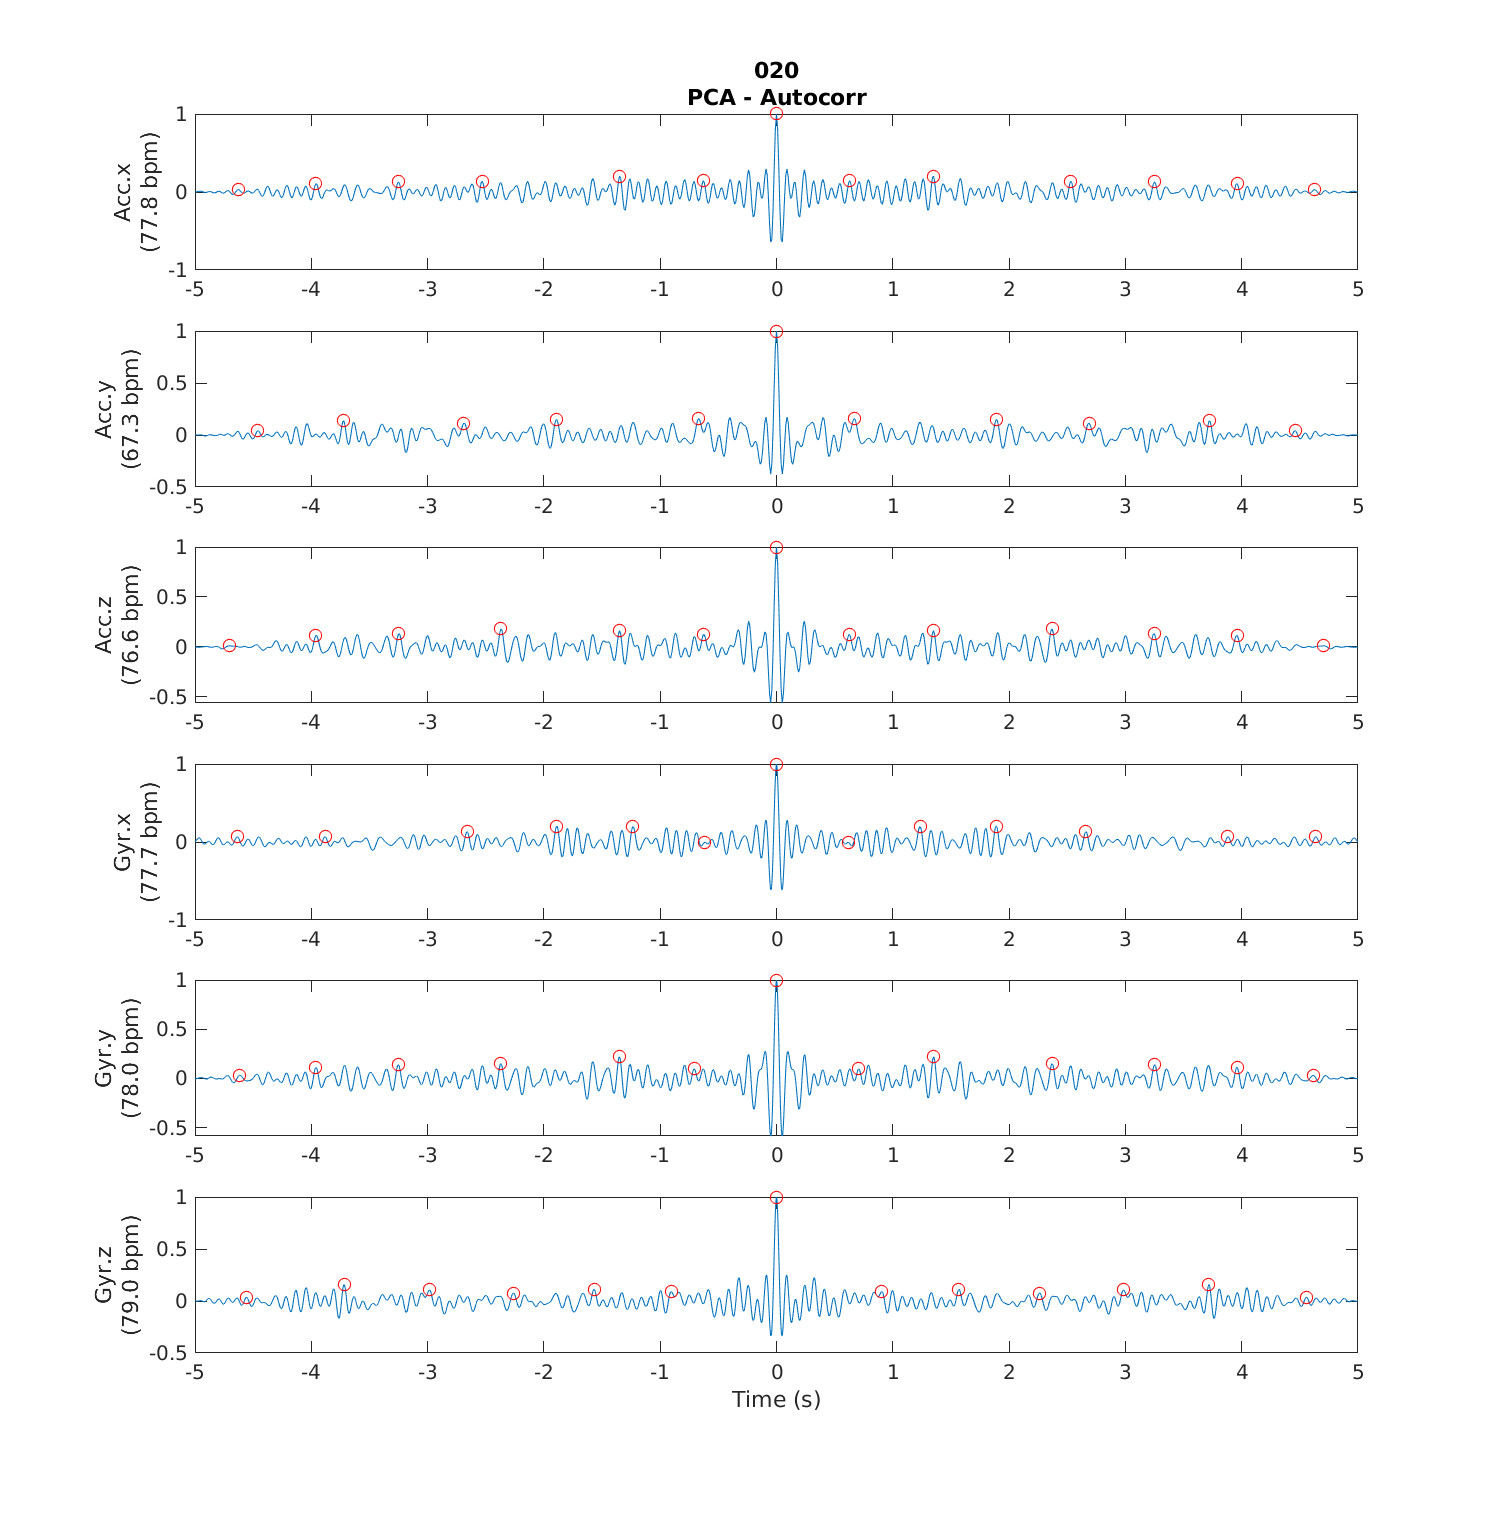 020
PCA - Autocorr
Acc.x
(77.8 bpm)
1
0
-1
-5 -4 -3 -2 -1 0 1 2 3 4 5
Acc.y
(67.3 bpm)
1
0.5
0
-0.5
-5 -4 -3 -2 -1 0 1 2 3 4 5
Acc.z
(76.6 bpm)
1
0.5
0
-0.5
-5 -4 -3 -2 -1 0 1 2 3 4 5
Gyr.x
(77.7 bpm)
1
0
-1
-5 -4 -3 -2 -1 0 1 2 3 4 5
Gyr.y
(78.0 bpm)
1
0.5
0
-0.5
-5 -4 -3 -2 -1 0 1 2 3 4 5
Gyr.z
(79.0 bpm)
1
0.5
0
-0.5
-5 -4 -3 -2 -1 0 1 2 3 4 5
Time (s)